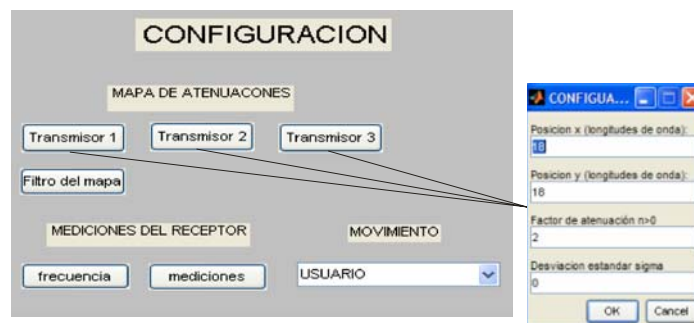 CONFIGURACION
MAPA DE ATENUACONES
Transmisor 1
Transmisor 2
Transmisor 3
Filtro del mapa
MEDICIONES DEL RECEPTOR
MOVIMIENTO
frecuencia
mediciones
USUARIO
CONFIGUA...
Posicion x (longitudes de onda):
18
Posicion y (longitudes de onda):
18
Factor de atenuación n>0
2
Desviacion estandar sigma
0
OK
Cancel